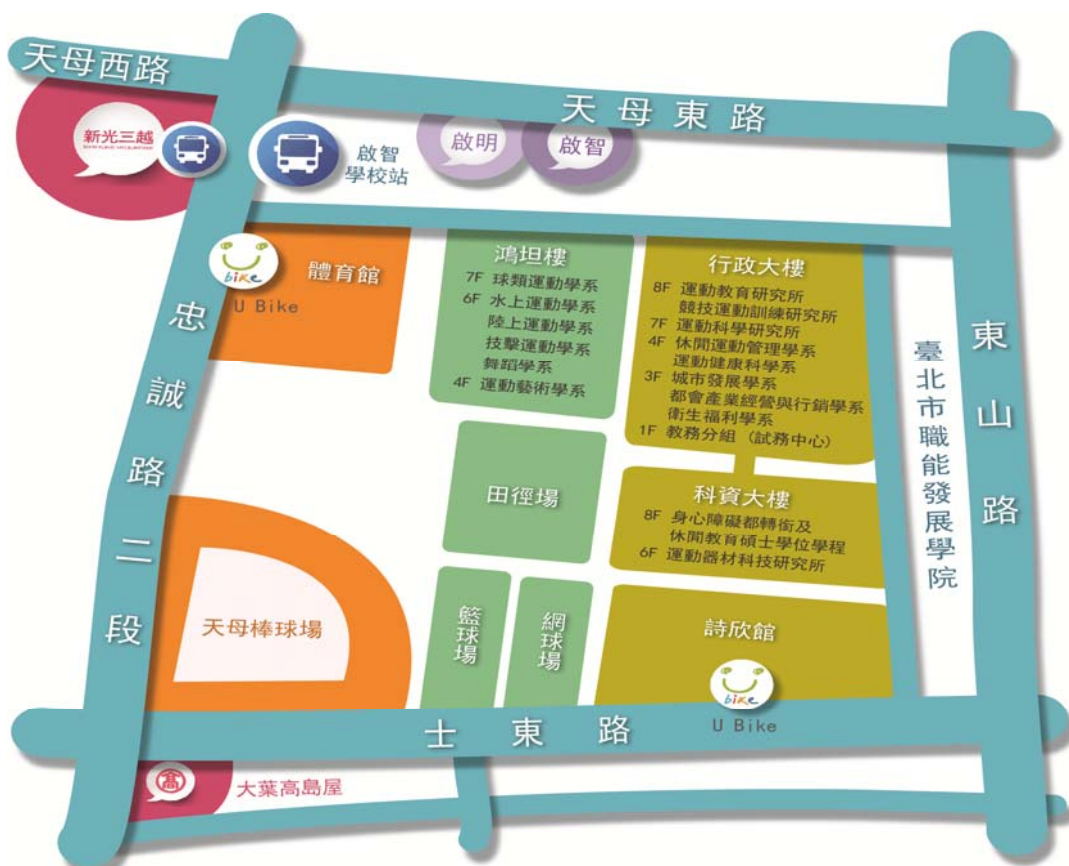 天母西路
天母東路
新光三越
啟智
學校站
啟明
啟智
忠誠路二段
東山路
bike
U Bike
體育館
鴻坦樓
7F 球類運動學系
6F 水上運動學系
陸上運動學系
技擊運動學系
舞蹈學系
4F 運動藝術學系
行政大樓
8F 運動教育研究所
競技運動訓練研究所
7F 運動科學研究所
4F 休閒運動管理學系
運動健康科學系
3F 城市發展學系
都會產業經營與行銷學系
衛生福利學系
1F 教務分組 (試務中心)
臺北市職能發展學院
田徑場
科資大樓
8F 身心障礙都轉銜及
休閒教育碩士學位學程
6F 運動器材科技研究所
天母棒球場
籃球場
網球場
詩欣館
bike
U Bike
士東路
髙
大葉高島屋